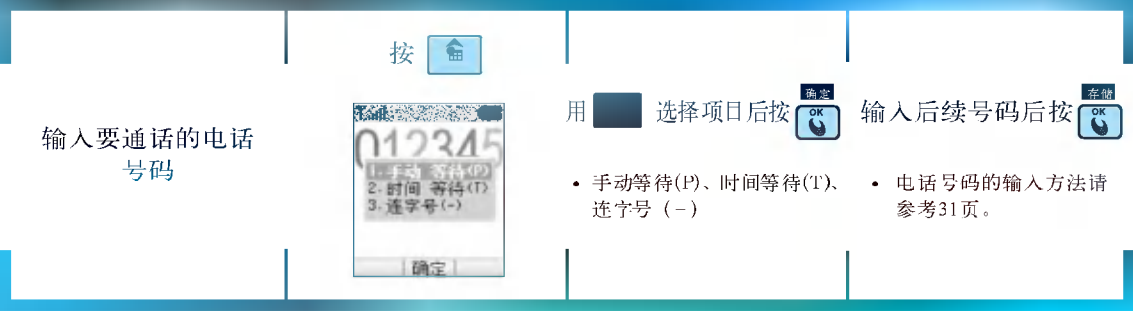 输入要通话的电话
号码
按
012345
1.手动 等待(P)
2.时间 等待(T)
3.连字号(-)
确定
用 选择项目后按 确定 OK
• 手动等待(P)、时间等待(T)、
连字号（-）
输入后续号码后按 存储 OK
• 电话号码的输入方法请
参考31页。